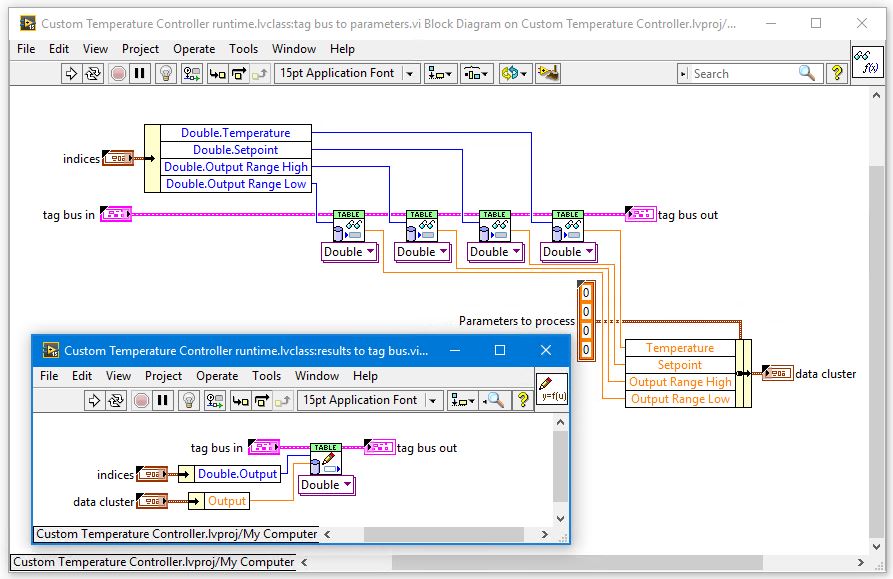 Custom Temperature Controller runtime.lvclass:tag bus to parameters.vi Block Diagram on Custom Temperature Controller.lvproj/...
File Edit View Project Operate Tools Window Help
15pt Application Font
Search
?
f(x)
Double.Temperature
Double.Setpoint
indices
Double.Output Range High
Double.Output Range Low
tag bus in
TABLE TABLE TABLE TABLE
tag bus out
Double Double Double Double
0
0
Parameters to process
0
0
Temperature
Setpoint
data cluster
Output Range High
Output Range Low
Custom Temperature Controller runtime.lvclass:results to tag bus.vi...
File Edit View Project Operate Tools Window Help
15pt Application Font
?
y=f(u)
tag bus in
TABLE
tag bus out
indices
Double.Output
Double
data cluster
Output
Custom Temperature Controller.lvproj/My Computer
Custom Temperature Controller.lvproj/My Computer